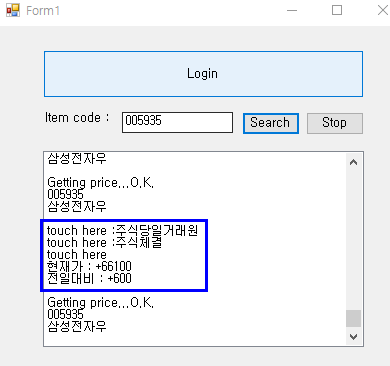 Form1
Login
Item code :
005935
Search
Stop
삼성전자우
Getting price...O.K.
005935
삼성전자우
touch here :주식당일거래원
touch here :주식체결
touch here
현재가 : +66100
전일대비 : +600
Getting price...O.K.
005935
삼성전자우